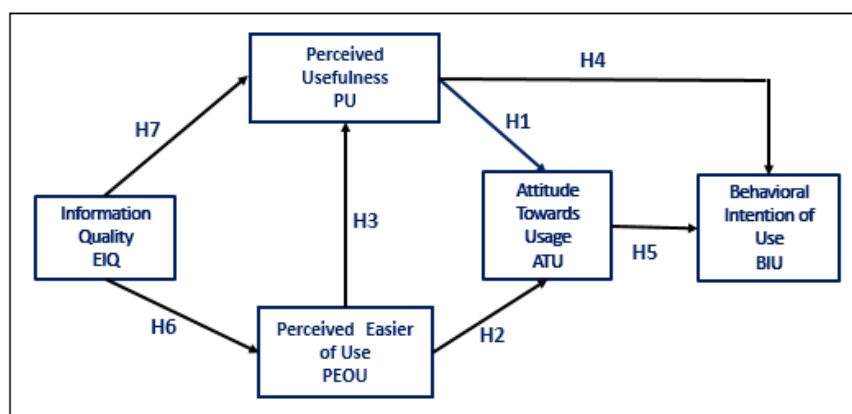 Perceived
Usefulness
PU
H4
H1
H7
Information
Quality
EIQ
H3
Attitude
Towards
Usage
ATU
H5
Behavioral
Intention of
Use
BIU
H6
Perceived Easier
of Use
PEOU
H2